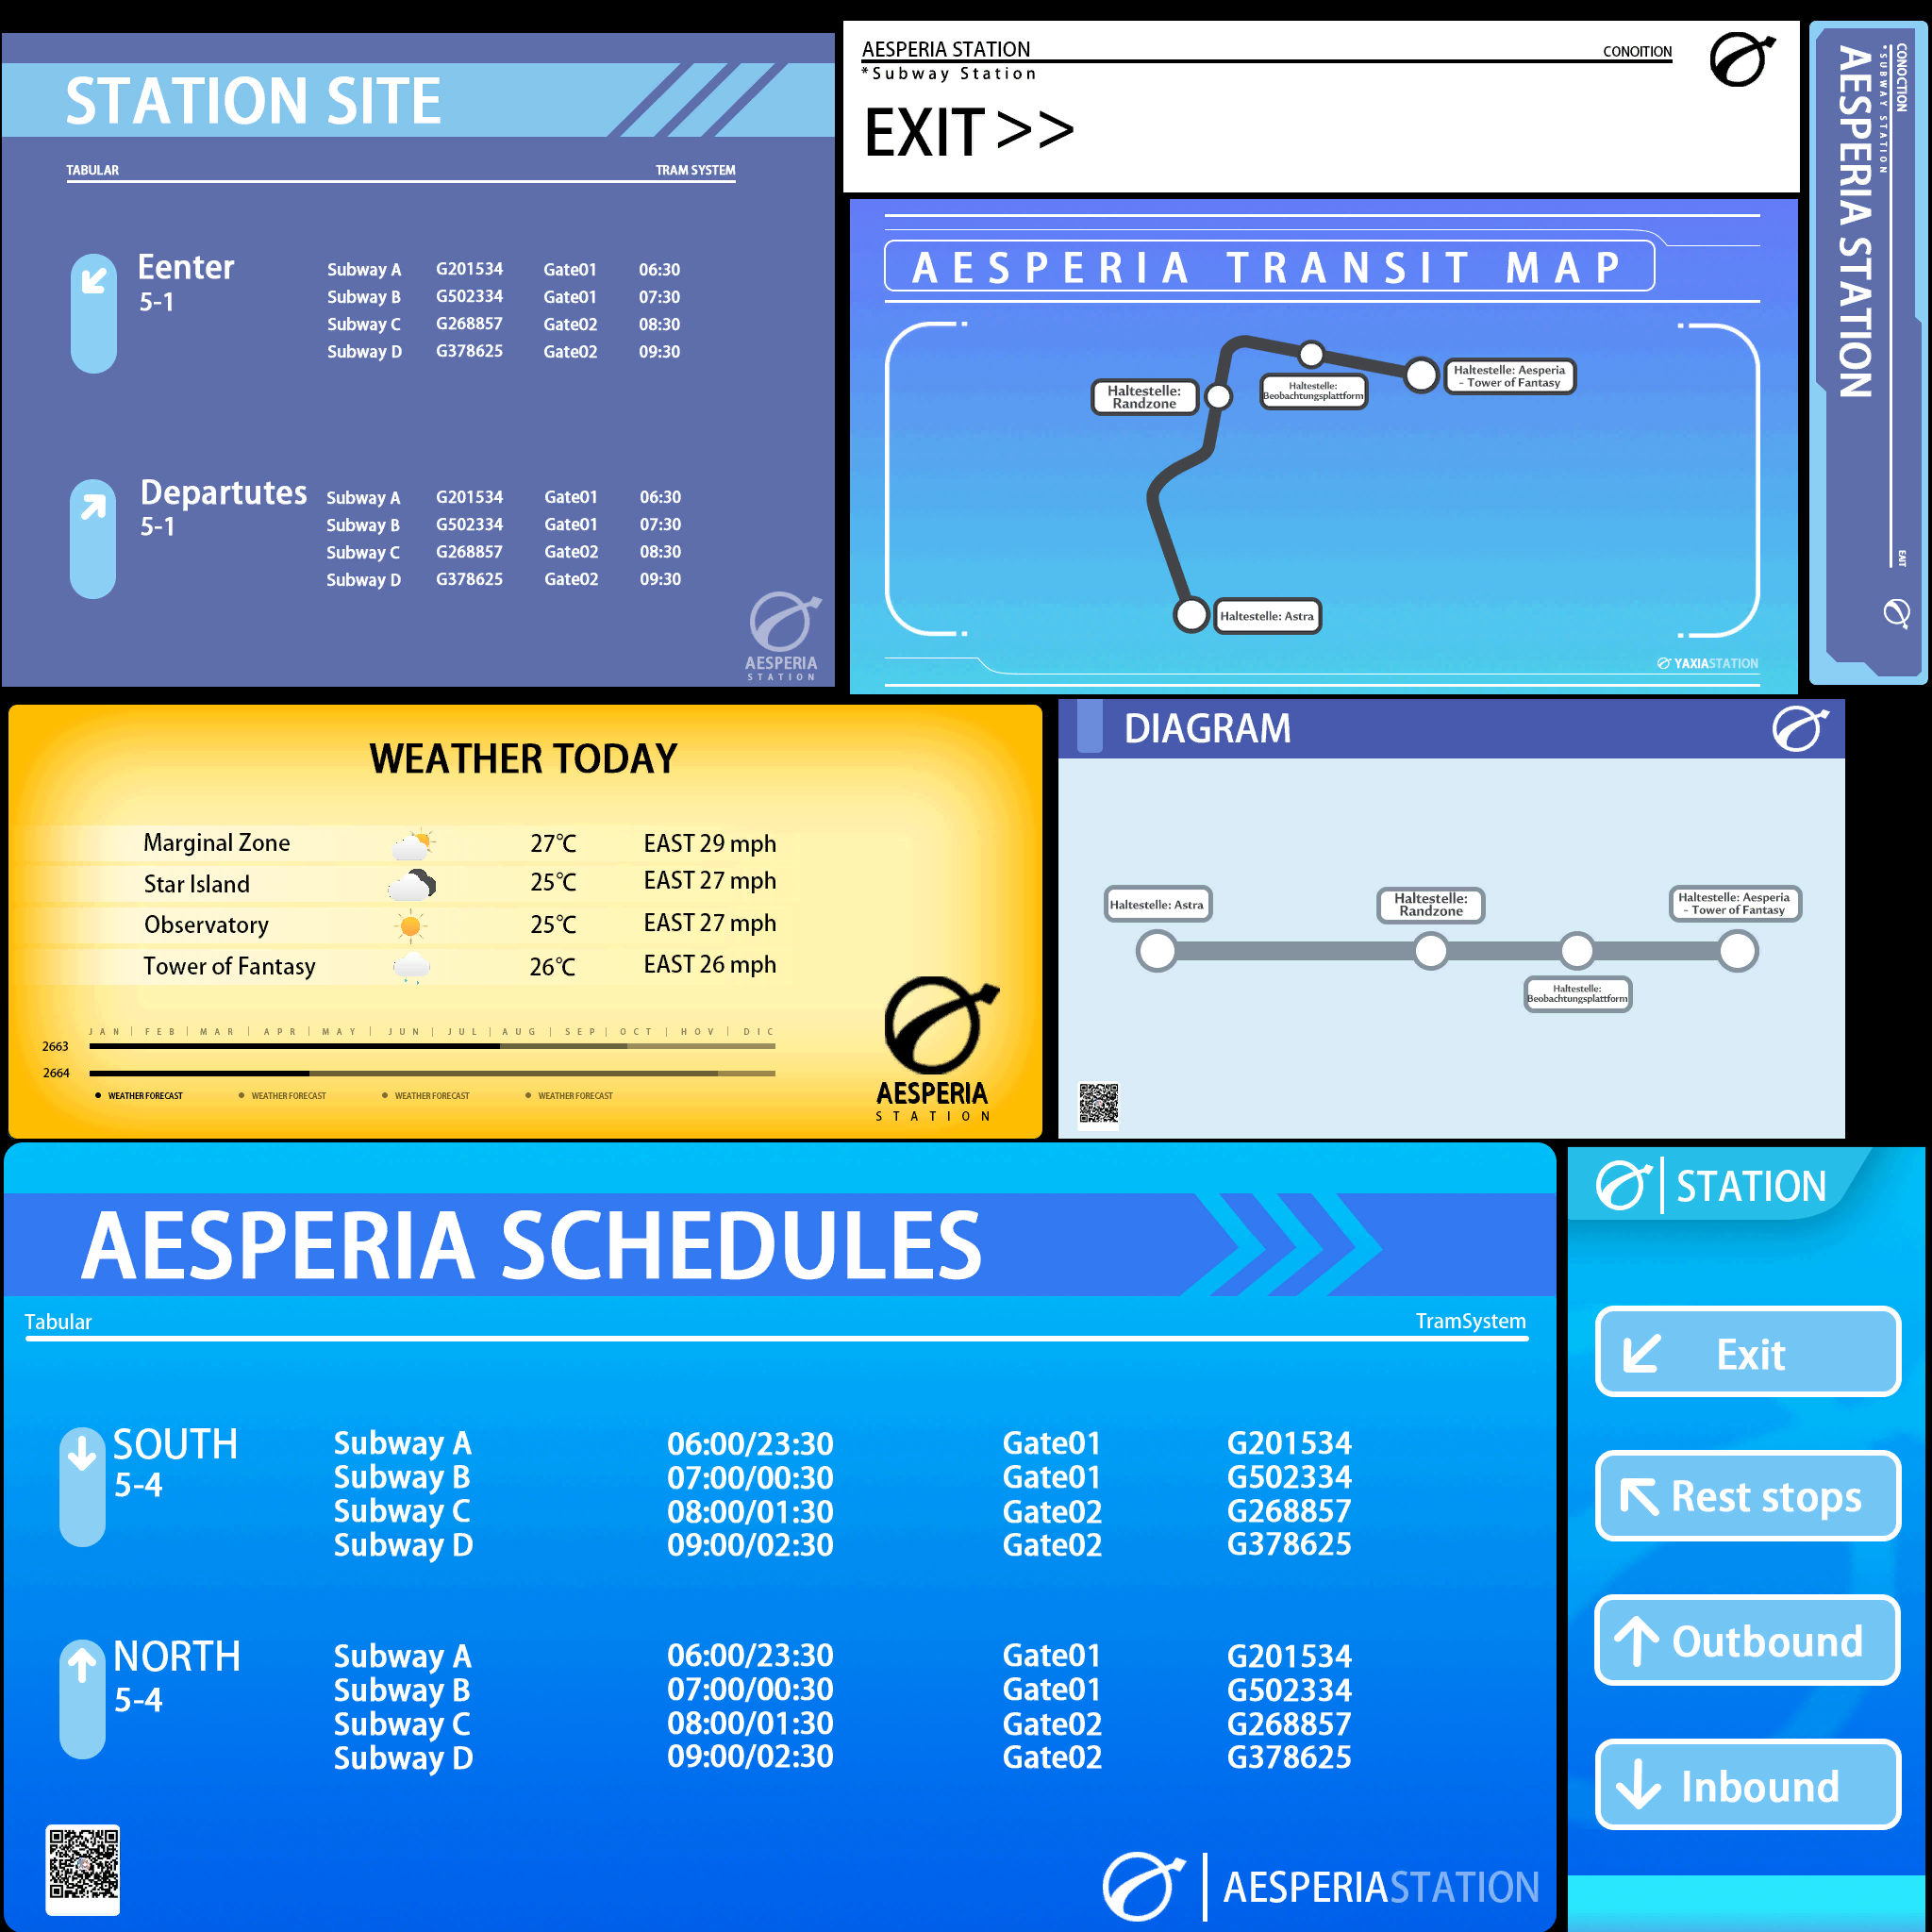 STATION SITE
TABULAR TRAM SYSTEM
Eenter
5-1
Subway A G201534 Gate01 06:30
Subway B G502334 Gate01 07:30
Subway C G268857 Gate02 08:30
Subway D G378625 Gate02 09:30
Departutes
5-1
Subway A G201534 Gate01 06:30
Subway B G502334 Gate01 07:30
Subway C G268857 Gate02 08:30
Subway D G378625 Gate02 09:30
AESPERIA
STATION
AESPERIA STATION
CONOITION
*Subway Station
EXIT >>
AESPERIA TRANSIT MAP
Haltestelle:
Randzone
Haltestelle:
Beobachtungsplattform
Haltestelle: Aesperia
- Tower of Fantasy
Haltestelle: Astra
YAXIASTATION
CONOCTION
*SUBWAY STATION
AESPERIA STATION
EAIT
WEATHER TODAY
Marginal Zone 27℃ EAST 29 mph
Star Island 25℃ EAST 27 mph
Observatory 25℃ EAST 27 mph
Tower of Fantasy 26℃ EAST 26 mph
JAN | FEB | MAR | APR | MAY | JUN | JUL | AUG | SEP | OCT | HOV | DIC
2663
2664
● WEATHER FORECAST ● WEATHER FORECAST ● WEATHER FORECAST ● WEATHER FORECAST
AESPERIA
STATION
DIAGRAM
Haltestelle: Astra
Haltestelle:
Randzone
Haltestelle: Aesperia
- Tower of Fantasy
Haltestelle:
Beobachtungsplattform
AESPERIA SCHEDULES
Tabular TramSystem
SOUTH
5-4
Subway A 06:00/23:30 Gate01 G201534
Subway B 07:00/00:30 Gate01 G502334
Subway C 08:00/01:30 Gate02 G268857
Subway D 09:00/02:30 Gate02 G378625
NORTH
5-4
Subway A 06:00/23:30 Gate01 G201534
Subway B 07:00/00:30 Gate01 G502334
Subway C 08:00/01:30 Gate02 G268857
Subway D 09:00/02:30 Gate02 G378625
AESPERIASTATION
STATION
Exit
Rest stops
Outbound
Inbound